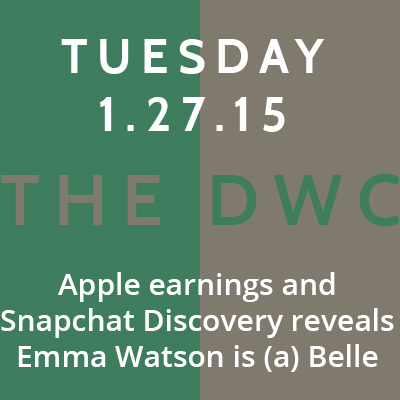 TUESDAY
1.27.15
THE DWC
Apple earnings and
Snapchat Discovery reveals
Emma Watson is (a) Belle